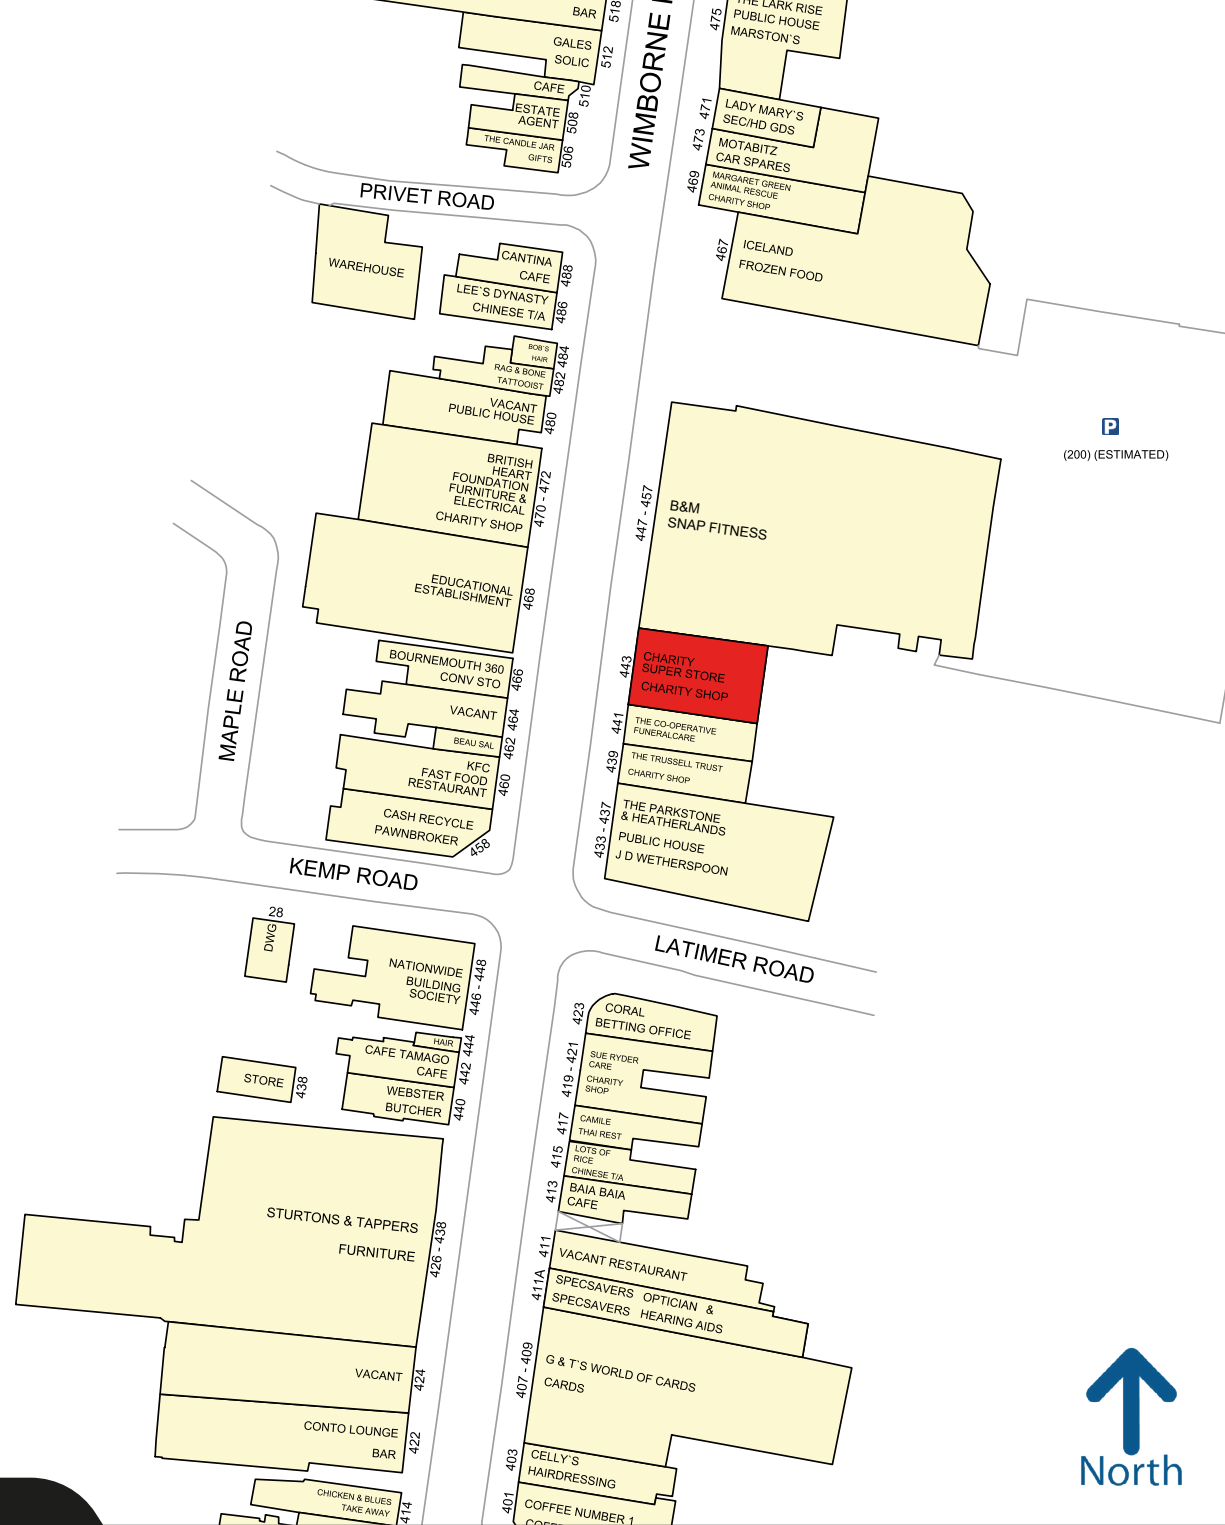 BAR
518
GALES
SOLIC
512
CAFE
510
ESTATE
AGENT
508
THE CANDLE JAR
GIFTS
506
WIMBORNE
475
THE LARK RISE
PUBLIC HOUSE
MARSTON`S
471
LADY MARY`S
SEC/HD GDS
473
MOTABITZ
CAR SPARES
469
MARGARET GREEN
ANIMAL RESCUE
CHARITY SHOP
467
ICELAND
FROZEN FOOD
PRIVET ROAD
WAREHOUSE
CANTINA
CAFE
488
LEE`S DYNASTY
CHINESE T/A
486
BOB`S
HAIR
484
RAG & BONE
TATTOOIST
482
VACANT
PUBLIC HOUSE
480
BRITISH
HEART
FOUNDATION
FURNITURE &
ELECTRICAL
CHARITY SHOP
470 - 472
EDUCATIONAL
ESTABLISHMENT
468
P
(200) (ESTIMATED)
447 - 457
B&M
SNAP FITNESS
443
CHARITY
SUPER STORE
CHARITY SHOP
441
THE CO-OPERATIVE
FUNERALCARE
439
THE TRUSSELL TRUST
CHARITY SHOP
433 - 437
THE PARKSTONE
& HEATHERLANDS
PUBLIC HOUSE
J D WETHERSPOON
MAPLE ROAD
BOURNEMOUTH 360
CONV STO
466
VACANT
464
BEAU SAL
462
KFC
FAST FOOD
RESTAURANT
460
CASH RECYCLE
PAWNBROKER
458
KEMP ROAD
LATIMER ROAD
28
DWG
NATIONWIDE
BUILDING
SOCIETY
446 - 448
HAIR
444
CAFE TAMAGO
CAFE
442
WEBSTER
BUTCHER
440
STORE
438
STURTONS & TAPPERS
FURNITURE
426 - 438
VACANT
424
CONTO LOUNGE
BAR
422
CHICKEN & BLUES
TAKE AWAY
414
423
CORAL
BETTING OFFICE
419 - 421
SUE RYDER
CARE
CHARITY
SHOP
417
CAMILE
THAI REST
415
LOTS OF
RICE
CHINESE T/A
413
BAIA BAIA
CAFE
411
VACANT RESTAURANT
411A
SPECSAVERS OPTICIAN &
SPECSAVERS HEARING AIDS
407 - 409
G & T`S WORLD OF CARDS
CARDS
403
CELLY`S
HAIRDRESSING
401
COFFEE NUMBER 1
North